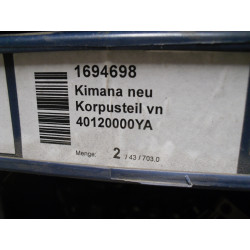 1694698
Kimana neu
Korpusteil vn
40120000YA
Menge: 2 / 43 / 703.0